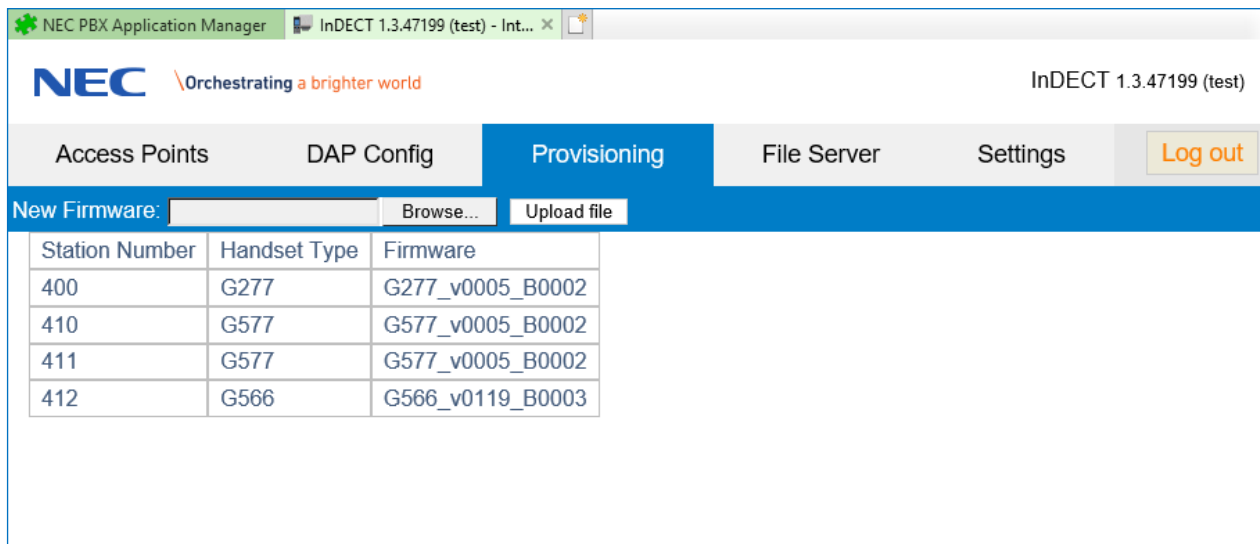 NEC PBX Application Manager InDECT 1.3.47199 (test) - Int...
NEC Orchestrating a brighter world InDECT 1.3.47199 (test)
Access Points DAP Config Provisioning File Server Settings Log out
New Firmware: Browse... Upload file
Station Number Handset Type Firmware
400 G277 G277_v0005_B0002
410 G577 G577_v0005_B0002
411 G577 G577_v0005_B0002
412 G566 G566_v0119_B0003